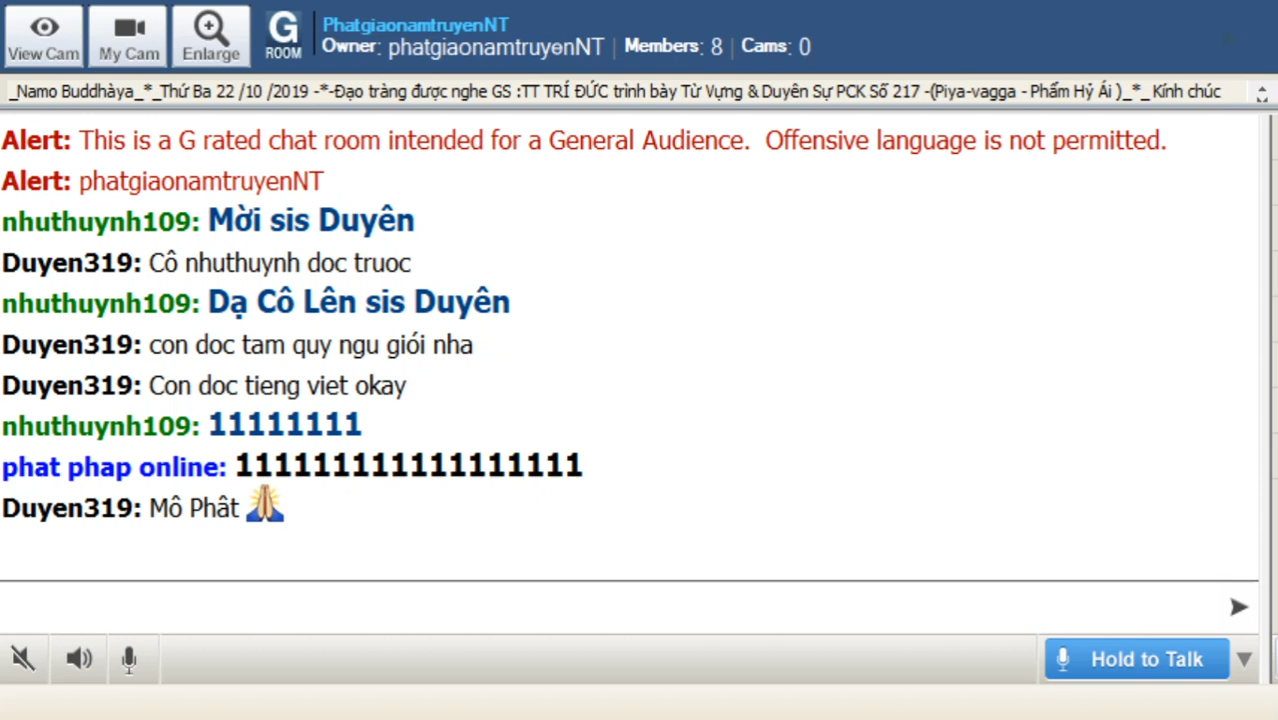 View Cam
My Cam
Enlarge
G
ROOM
PhatgiaonamtruyenNT
Owner: phatgiaonamtruyenNT | Members: 8 | Cams: 0
_Namo Buddhàya_*_Thứ Ba 22 /10 /2019 -*-Đạo tràng được nghe GS :TT TRÍ ĐỨC trình bày Từ Vựng & Duyên Sự PCK Số 217 -(Piya-vagga - Phẩm Hỷ Ái )_*_ Kính chúc
Alert: This is a G rated chat room intended for a General Audience.  Offensive language is not permitted.
Alert: phatgiaonamtruyenNT
nhuthuynh109: Mời sis Duyên
Duyen319: Cô nhuthuynh doc truoc
nhuthuynh109: Dạ Cô Lên sis Duyên
Duyen319: con doc tam quy ngu giói nha
Duyen319: Con doc tieng viet okay
nhuthuynh109: 11111111
phat phap online: 111111111111111111
Duyen319: Mô Phât 🙏
Hold to Talk